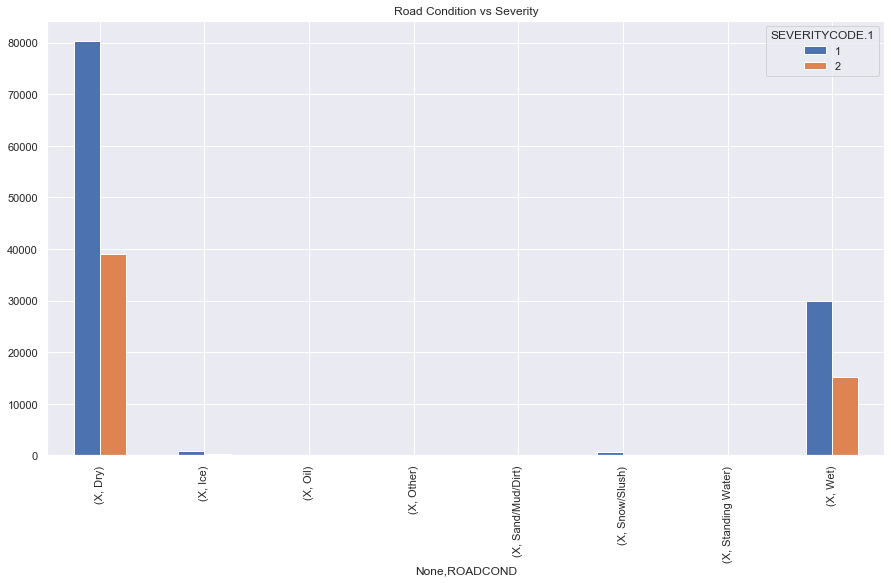 Road Condition vs Severity
SEVERITYCODE.1
1
2
80000
70000
60000
50000
40000
30000
20000
10000
0
(X, Dry)
(X, Ice)
(X, Oil)
(X, Other)
(X, Sand/Mud/Dirt)
(X, Snow/Slush)
(X, Standing Water)
(X, Wet)
None,ROADCOND